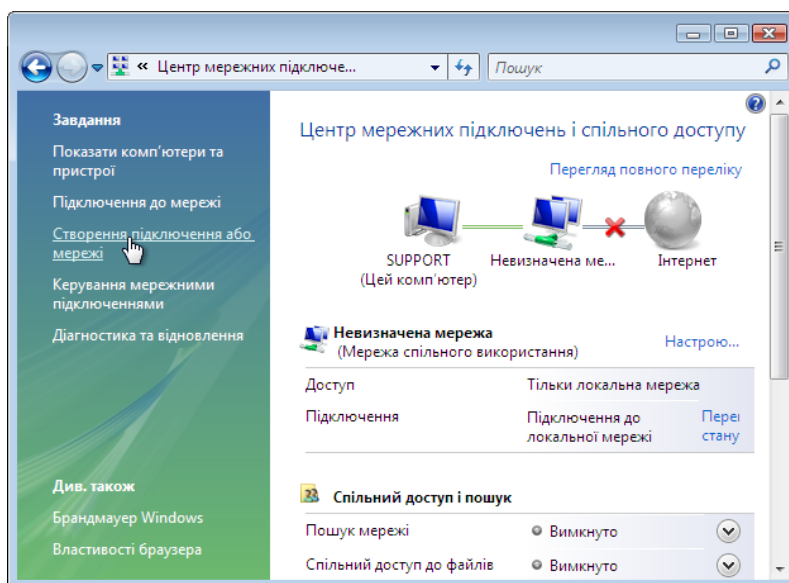 « Центр мережних підключе...
Пошук
Завдання
Показати комп'ютери та
пристрої
Підключення до мережі
Створення підключення або
мережі
Керування мережними
підключеннями
Діагностика та відновлення
Див. також
Брандмауер Windows
Властивості браузера
Центр мережних підключень і спільного доступу
Перегляд повного переліку
SUPPORT
(Цей комп'ютер)
Невизначена ме...
Інтернет
Невизначена мережа
(Мережа спільного використання)
Настрою...
Доступ
Тільки локальна мережа
Підключення
Підключення до
локальної мережі
стану
Спільний доступ і пошук
Пошук мережі
Вимкнуто
Спільний доступ до файлів
Вимкнуто